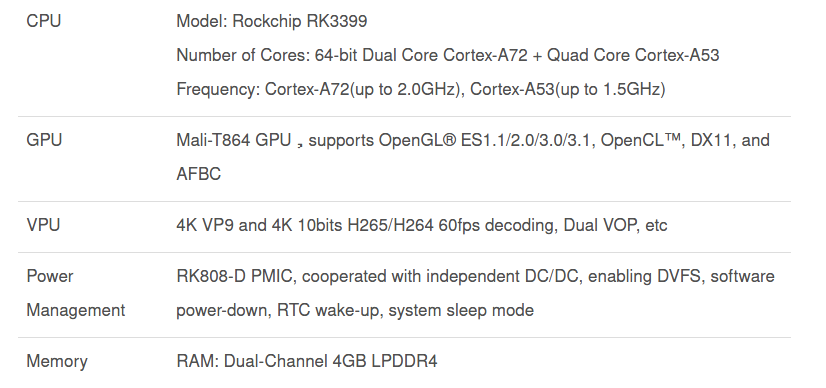 CPU
Model: Rockchip RK3399
Number of Cores: 64-bit Dual Core Cortex-A72 + Quad Core Cortex-A53
Frequency: Cortex-A72(up to 2.0GHz), Cortex-A53(up to 1.5GHz)
GPU
Mali-T864 GPU , supports OpenGL® ES1.1/2.0/3.0/3.1, OpenCL™, DX11, and
AFBC
VPU
4K VP9 and 4K 10bits H265/H264 60fps decoding, Dual VOP, etc
Power
Management
RK808-D PMIC, cooperated with independent DC/DC, enabling DVFS, software
power-down, RTC wake-up, system sleep mode
Memory
RAM: Dual-Channel 4GB LPDDR4